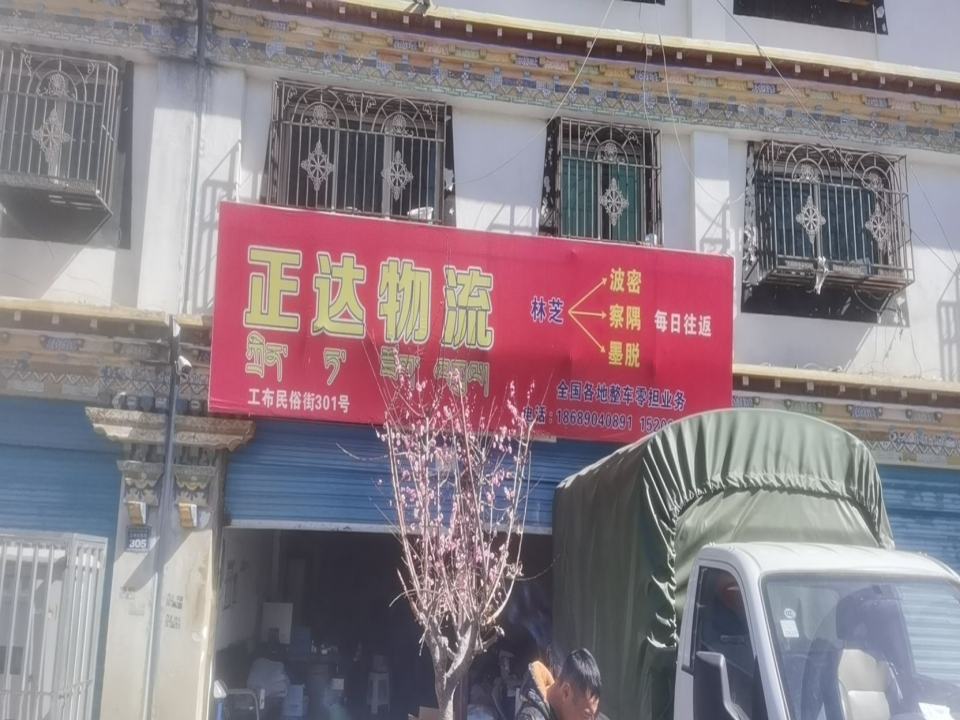 正达物流
工布民俗街301号
林芝
波密
察隅
墨脱
每日往返
全国各地整车零担业务
电话：18689040891
305